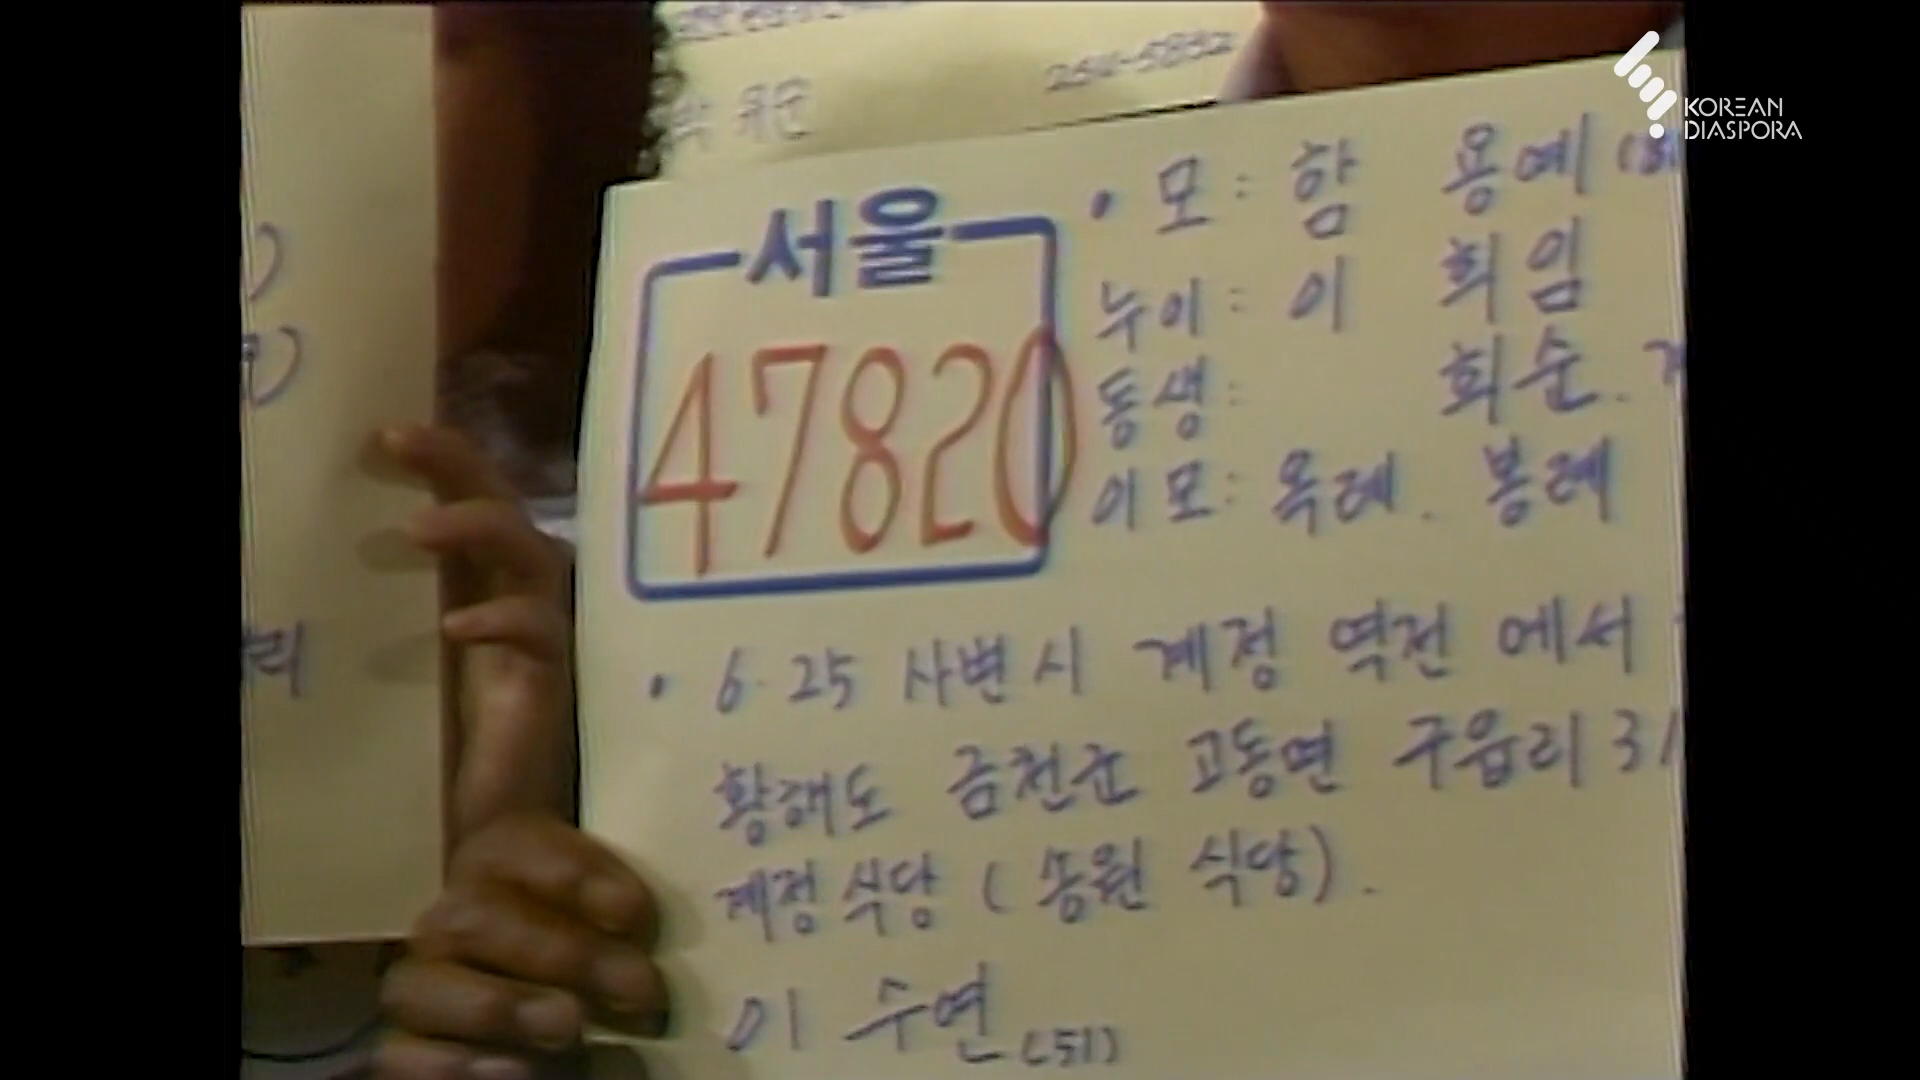 KOREAN
DIASPORA
서울
47820
• 모: 함 용예
누이: 이 희임
동생: 희순.
이모: 옥례. 봉례
• 6.25 사변시 계정 역전 에서
황해도 금천군 고동면 구읍리 31
계정식당 (송원 식당).
이 수연 (51)